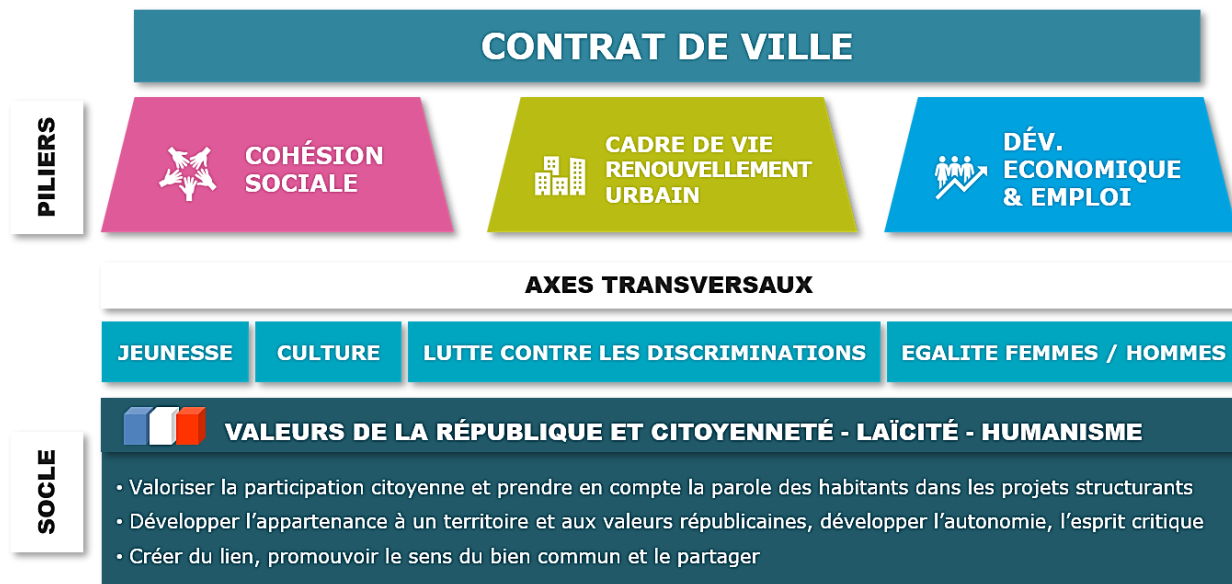 CONTRAT DE VILLE
PILIERS
COHÉSION
SOCIALE
CADRE DE VIE
RENOUVELLEMENT
URBAIN
DÉV.
ECONOMIQUE
& EMPLOI
AXES TRANSVERSAUX
JEUNESSE
CULTURE
LUTTE CONTRE LES DISCRIMINATIONS
EGALITE FEMMES / HOMMES
SOCLE
VALEURS DE LA RÉPUBLIQUE ET CITOYENNETÉ - LAÏCITÉ - HUMANISME
• Valoriser la participation citoyenne et prendre en compte la parole des habitants dans les projets structurants
• Développer l’appartenance à un territoire et aux valeurs républicaines, développer l’autonomie, l’esprit critique
• Créer du lien, promouvoir le sens du bien commun et le partager